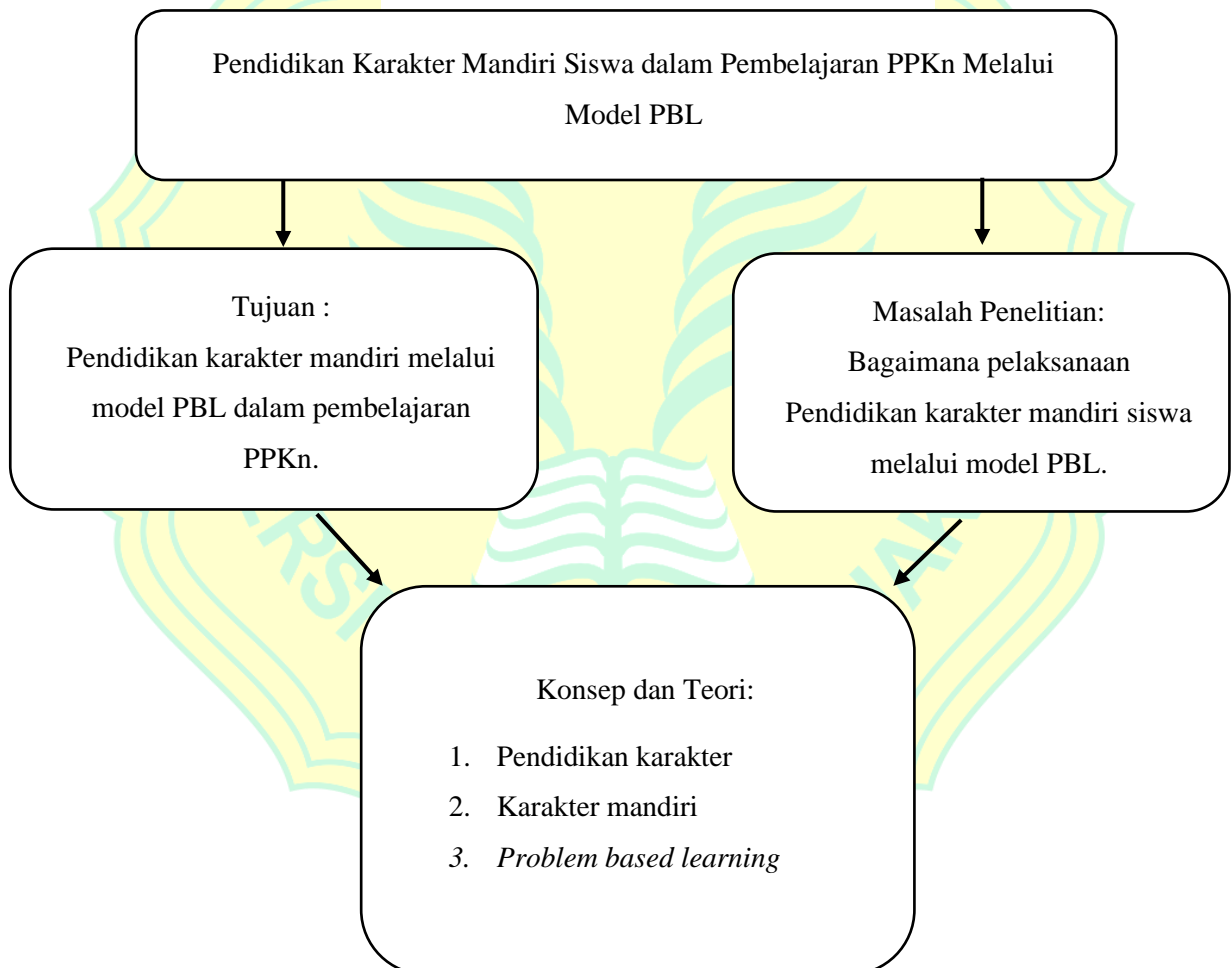 Pendidikan Karakter Mandiri Siswa dalam Pembelajaran PPKn Melalui
Model PBL
Tujuan :
Pendidikan karakter mandiri melalui
model PBL dalam pembelajaran
PPKn.
Masalah Penelitian:
Bagaimana pelaksanaan
Pendidikan karakter mandiri siswa
melalui model PBL.
Konsep dan Teori:
1. Pendidikan karakter
2. Karakter mandiri
3. Problem based learning